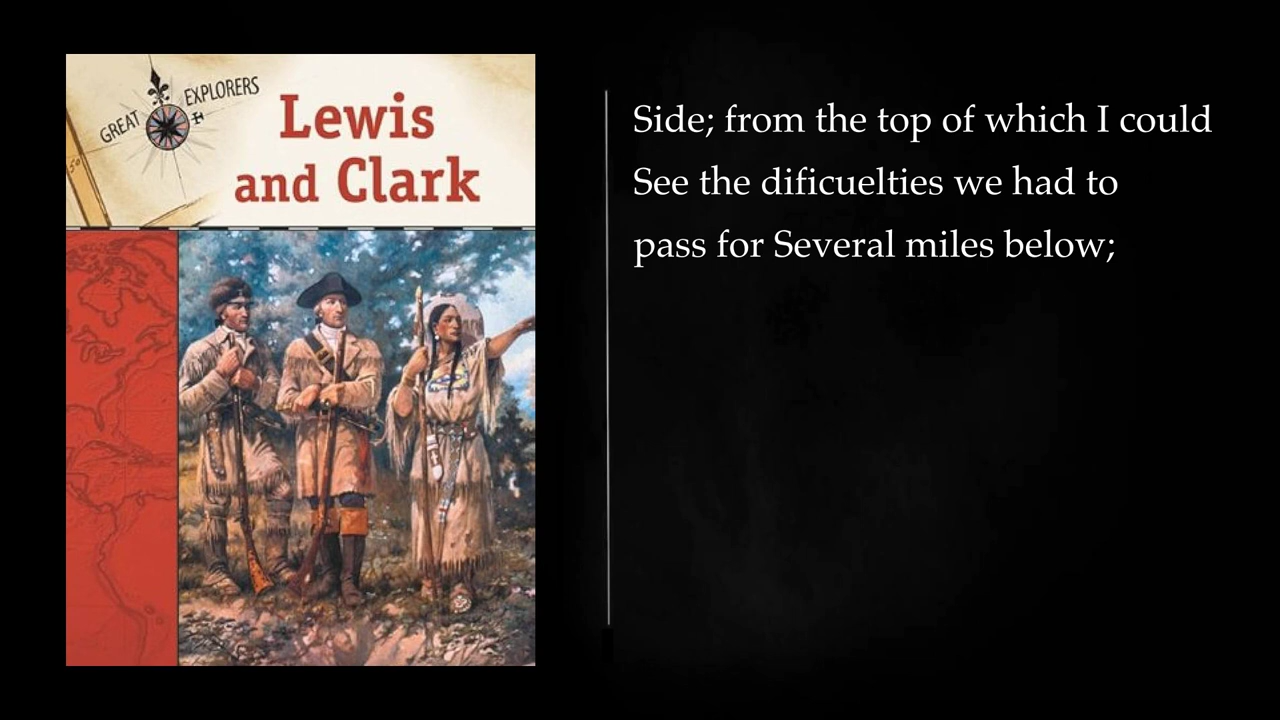 GREAT EXPLORERS
Lewis
and Clark
50
Side; from the top of which I could
See the dificuelties we had to
pass for Several miles below;